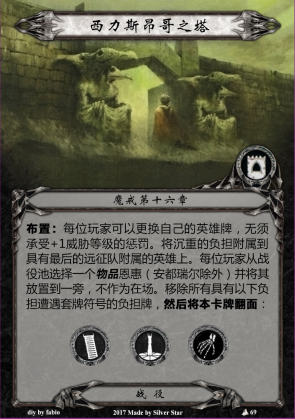 西力斯昂哥之塔
魔戒第十六章
布置：每位玩家可以更换自己的英雄牌，无须
承受+1威胁等级的惩罚。将沉重的负担附属到
具有最后的远征队附属的英雄上。每位玩家从战
役池选择一个物品恩惠（安都瑞尔除外）并将其
放置到一旁，不作为在场。移除所有具有以下负
担遭遇套牌符号的负担牌，然后将本卡牌翻面：
战 役
diy by fabio
2017 Made by Silver Star
69